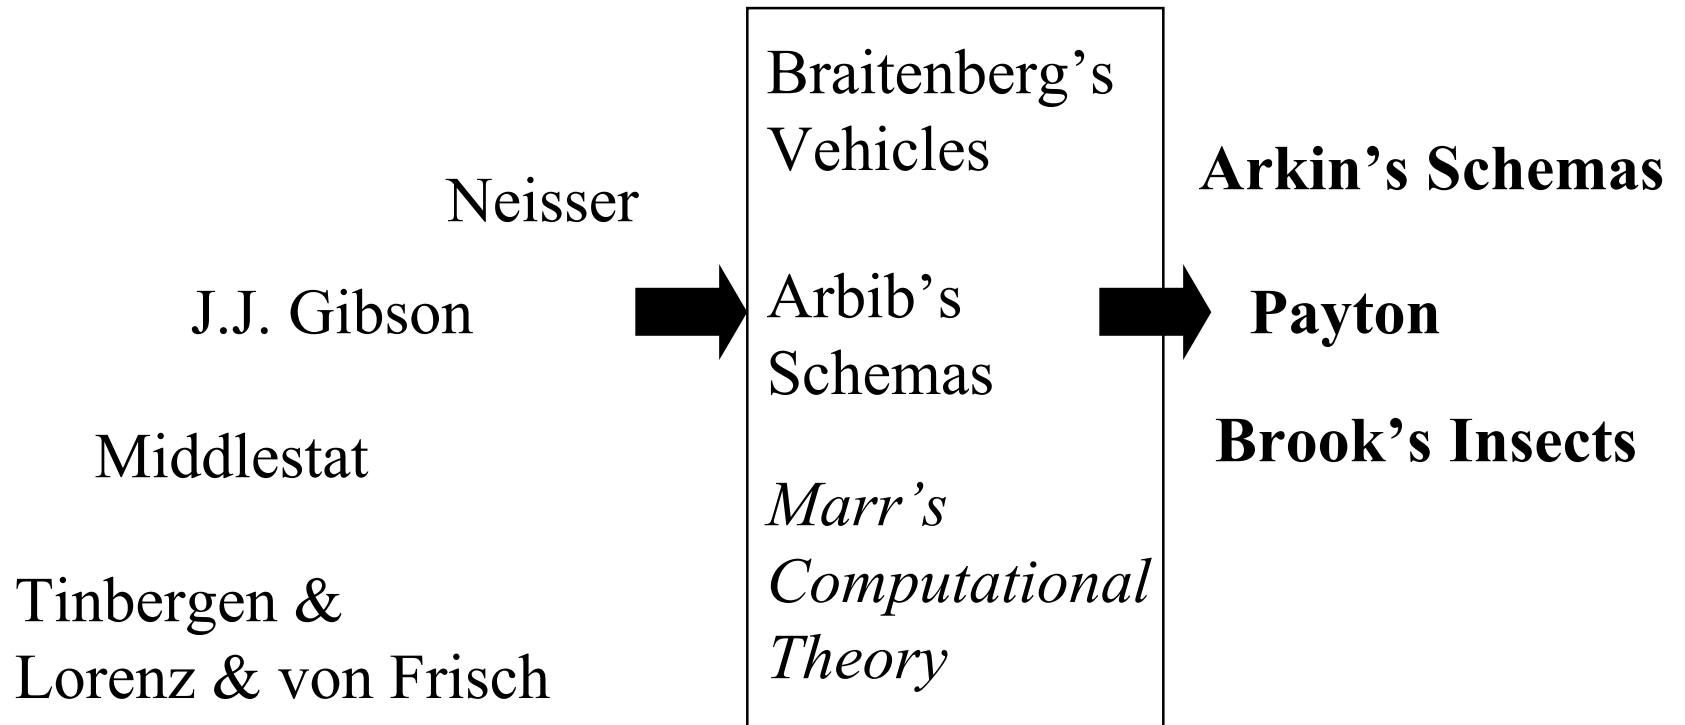 Neisser
J.J. Gibson
Middlestat
Tinbergen &
Lorenz & von Frisch
Braitenberg’s
Vehicles
Arbib’s
Schemas
Marr’s
Computational
Theory
Arkin’s Schemas
Payton
Brook’s Insects